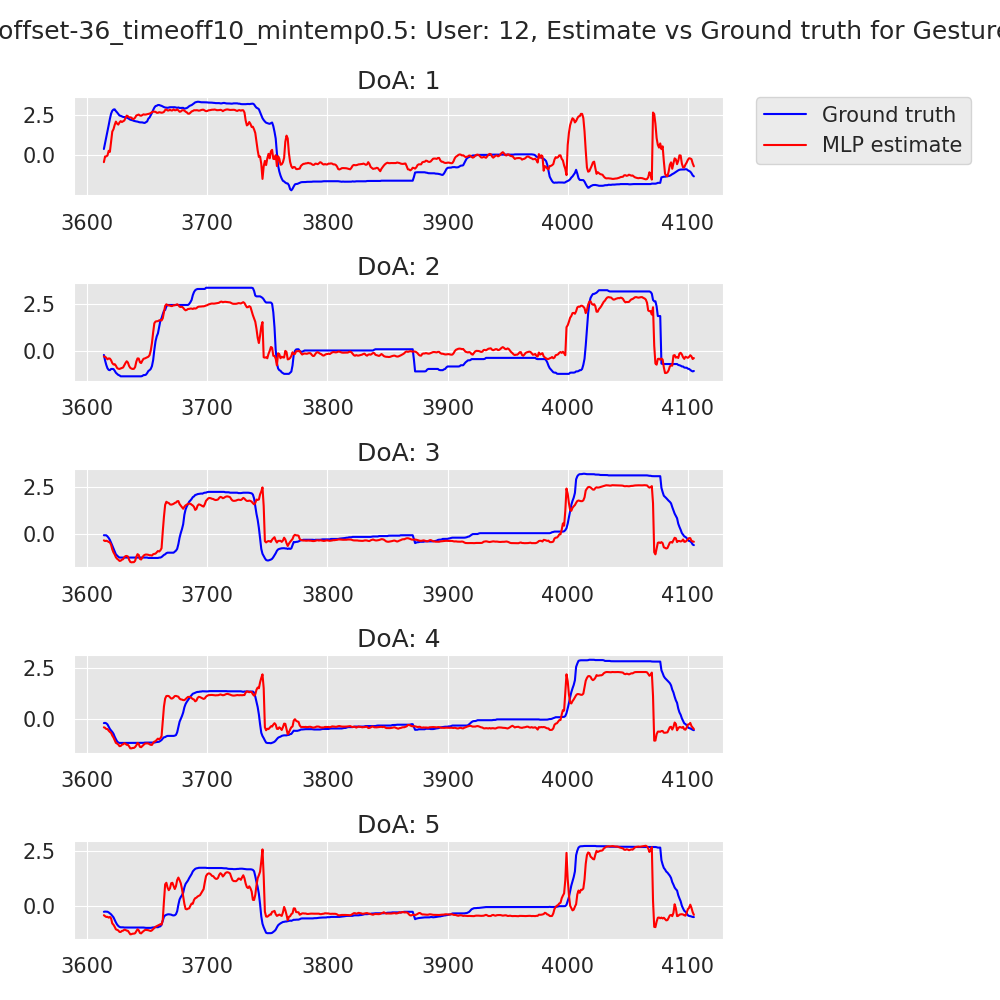 offset-36_timeoff10_mintemp0.5: User: 12, Estimate vs Ground truth for Gesture
DoA: 1
2.5
0.0
3600 3700 3800 3900 4000 4100
Ground truth
MLP estimate
DoA: 2
2.5
0.0
3600 3700 3800 3900 4000 4100
DoA: 3
2.5
0.0
3600 3700 3800 3900 4000 4100
DoA: 4
2.5
0.0
3600 3700 3800 3900 4000 4100
DoA: 5
2.5
0.0
3600 3700 3800 3900 4000 4100